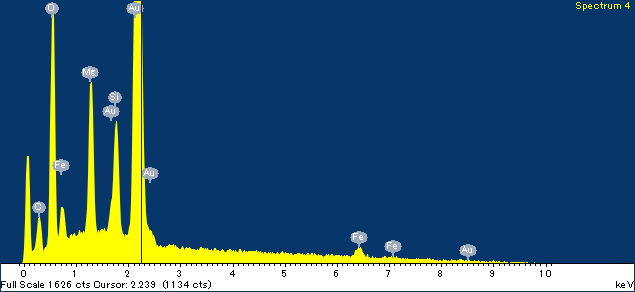 Spectrum 4
O
Au
Mg
Si
Au
Fe
Au
O
Fe
Fe
Au
0 1 2 3 4 5 6 7 8 9 10
Full Scale 1626 cts Cursor: 2.239 (1134 cts) keV